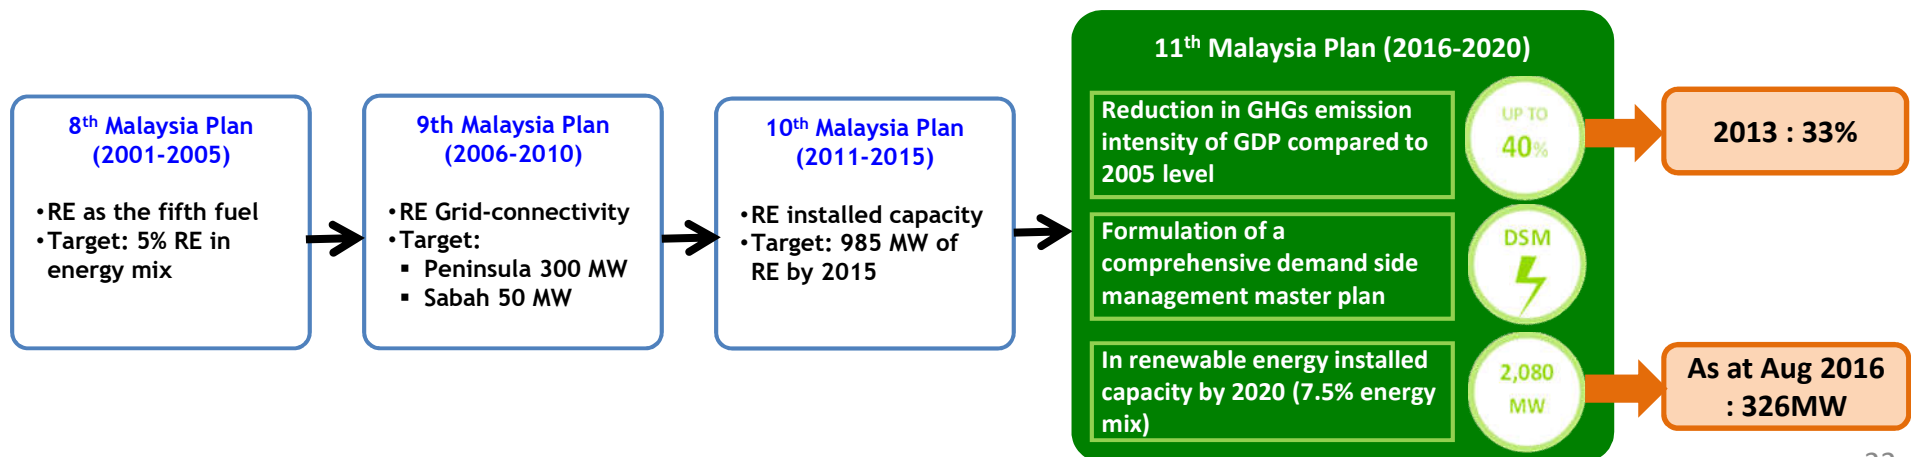 8th Malaysia Plan
(2001-2005)
•RE as the fifth fuel
•Target: 5% RE in
energy mix
9th Malaysia Plan
(2006-2010)
•RE Grid-connectivity
•Target:
▪ Peninsula 300 MW
▪ Sabah 50 MW
10th Malaysia Plan
(2011-2015)
•RE installed capacity
•Target: 985 MW of
RE by 2015
11th Malaysia Plan (2016-2020)
Reduction in GHGs emission
intensity of GDP compared to
2005 level
UP TO
40%
2013 : 33%
Formulation of a
comprehensive demand side
management master plan
DSM
In renewable energy installed
capacity by 2020 (7.5% energy
mix)
2,080
MW
As at Aug 2016
: 326MW